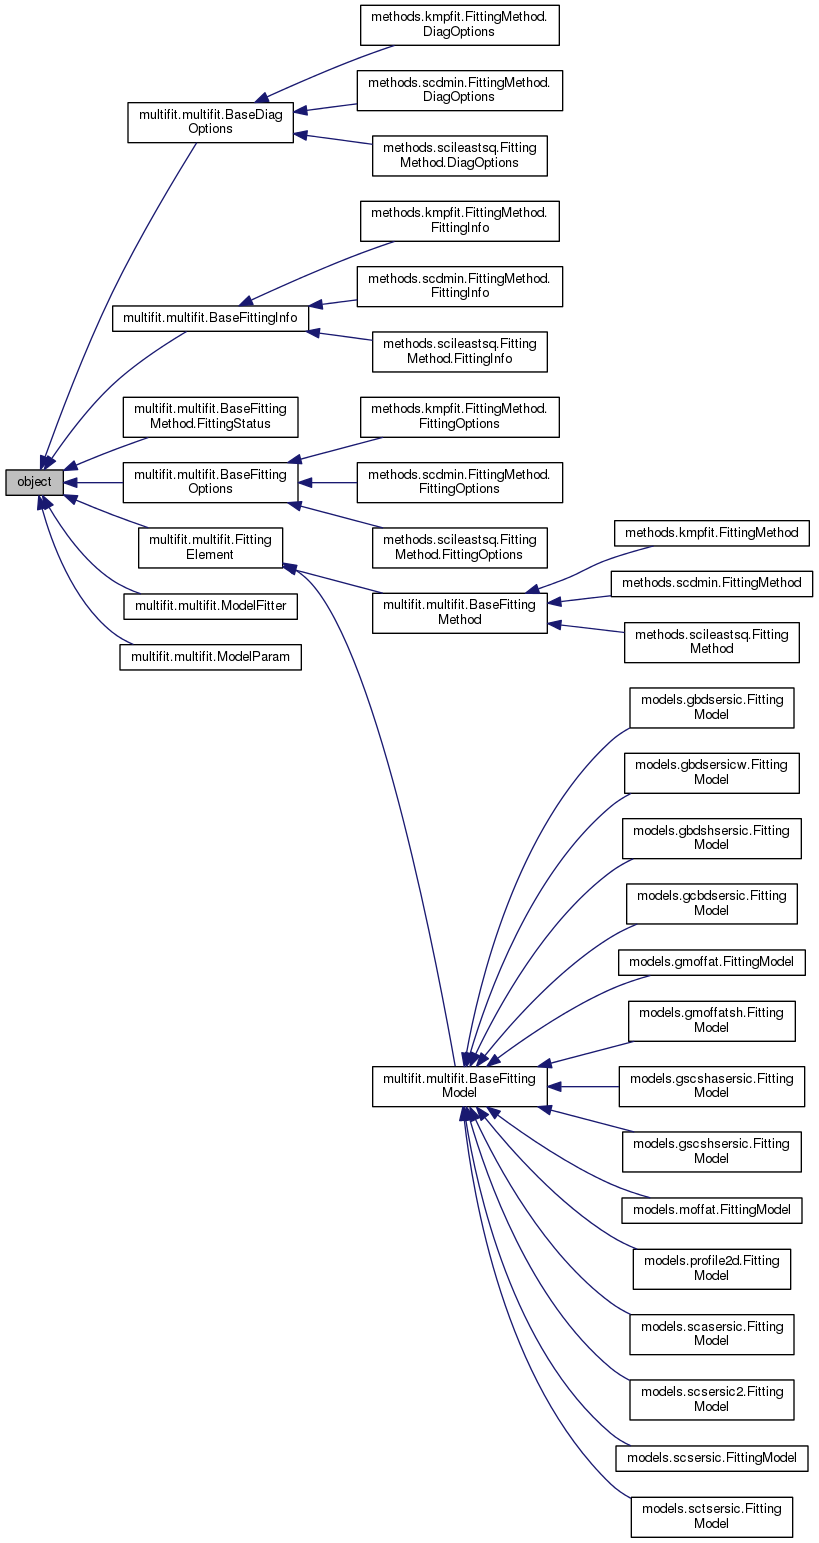 methods.kmpfit.FittingMethod.
DiagOptions
methods.scdmin.FittingMethod.
DiagOptions
multifit.multifit.BaseDiag
Options
methods.scileastsq.Fitting
Method.DiagOptions
methods.kmpfit.FittingMethod.
FittingInfo
methods.scdmin.FittingMethod.
FittingInfo
multifit.multifit.BaseFittingInfo
methods.scileastsq.Fitting
Method.FittingInfo
multifit.multifit.BaseFitting
Method.FittingStatus
methods.kmpfit.FittingMethod.
FittingOptions
object
multifit.multifit.BaseFitting
Options
methods.scdmin.FittingMethod.
FittingOptions
multifit.multifit.Fitting
Element
methods.scileastsq.Fitting
Method.FittingOptions
methods.kmpfit.FittingMethod
methods.scdmin.FittingMethod
multifit.multifit.ModelFitter
multifit.multifit.BaseFitting
Method
methods.scileastsq.Fitting
Method
multifit.multifit.ModelParam
models.gbdsersic.Fitting
Model
models.gbdsersicw.Fitting
Model
models.gbdshsersic.Fitting
Model
models.gcbdsersic.Fitting
Model
models.gmoffat.FittingModel
models.gmoffatsh.Fitting
Model
multifit.multifit.BaseFitting
Model
models.gscshasersic.Fitting
Model
models.gscshsersic.Fitting
Model
models.moffat.FittingModel
models.profile2d.Fitting
Model
models.scasersic.Fitting
Model
models.scsersic2.Fitting
Model
models.scsersic.FittingModel
models.sctsersic.Fitting
Model